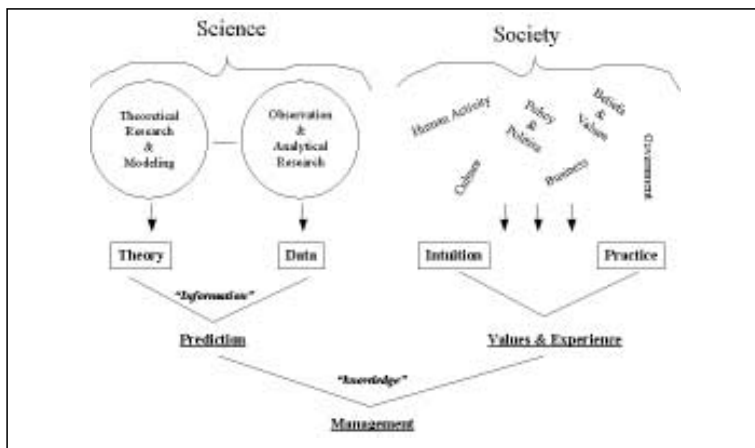 Science
Society
Theoretical
Research
&
Modeling
Observation
&
Analytical
Research
Human Activity
Policy
&
Politics
Beliefs
&
Values
Culture
Business
Government
Theory
Data
Intuition
Practice
“Information”
Prediction
Values & Experience
“knowledge”
Management